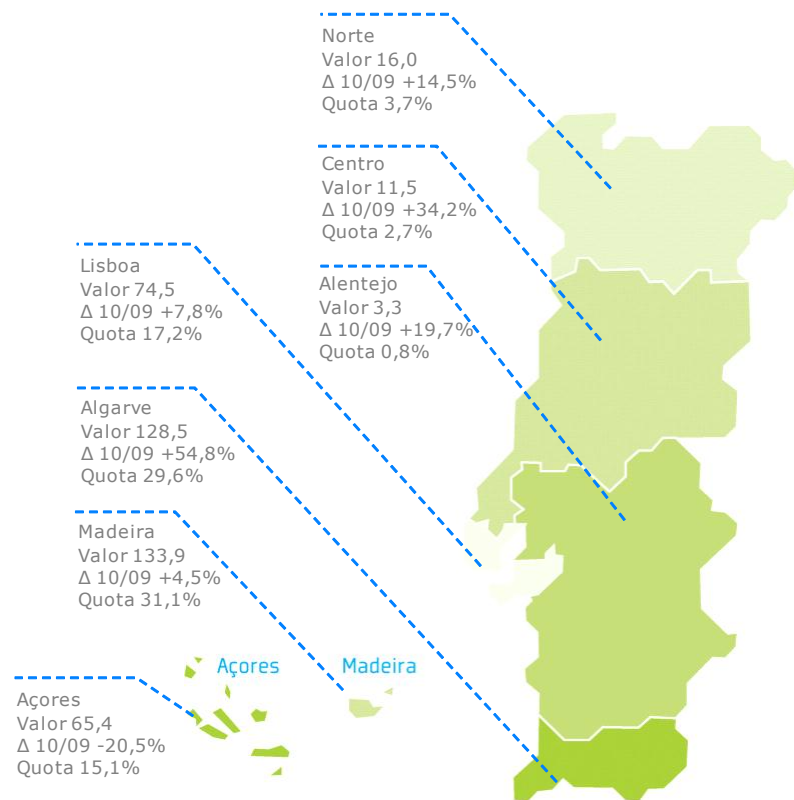 Norte
Valor 16,0
Δ 10/09 +14,5%
Quota 3,7%
Centro
Valor 11,5
Δ 10/09 +34,2%
Quota 2,7%
Lisboa
Valor 74,5
Δ 10/09 +7,8%
Quota 17,2%
Alentejo
Valor 3,3
Δ 10/09 +19,7%
Quota 0,8%
Algarve
Valor 128,5
Δ 10/09 +54,8%
Quota 29,6%
Madeira
Valor 133,9
Δ 10/09 +4,5%
Quota 31,1%
Açores
Madeira
Açores
Valor 65,4
Δ 10/09 -20,5%
Quota 15,1%